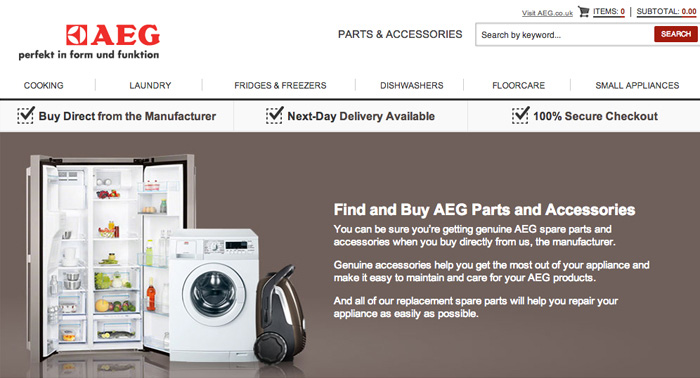 Visit AEG.co.uk ITEMS: 0 SUBTOTAL: 0.00
AEG
perfekt in form und funktion
PARTS & ACCESSORIES
Search by keyword...
SEARCH
COOKING LAUNDRY FRIDGES & FREEZERS DISHWASHERS FLOORCARE SMALL APPLIANCES
Buy Direct from the Manufacturer Next-Day Delivery Available 100% Secure Checkout
Find and Buy AEG Parts and Accessories
You can be sure you're getting genuine AEG spare parts and
accessories when you buy directly from us, the manufacturer.
Genuine accessories help you get the most out of your appliance and
make it easy to maintain and care for your AEG products.
And all of our replacement spare parts will help you repair your
appliance as easily as possible.